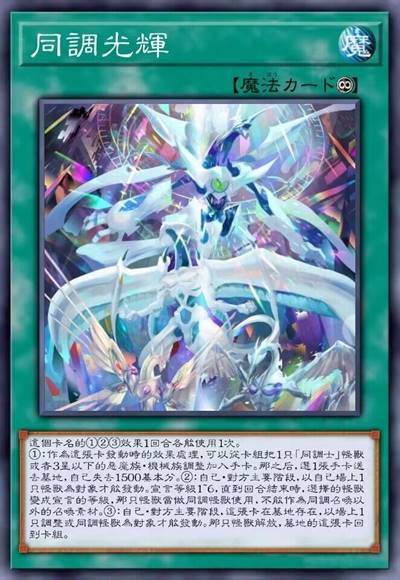 同調光輝
魔
【魔法カード∞】
這個卡名的①②③效果1回合各能使用1次。
①:作為這張卡發動時的效果處理,可以從卡組把1只「同調士」怪獸
或者3星以下的惡魔族·機械族調整加入手卡。那之后,選1張手卡送
去墓地,自己失去1500基本分。②:自己·對方主要階段,以自己場上1
只怪獸為對象才能發動。宣言等級1~6,直到回合結束時,選擇的怪獸
變成宣言的等級,那只怪獸當做同調怪獸使用,不能作為同調召喚以
外的召喚素材。③:自己·對方主要階段,這張卡在墓地存在,以場上1
只調整或同調怪獸為對象才能發動。那只怪獸解放,墓地的這張卡回
到卡組。